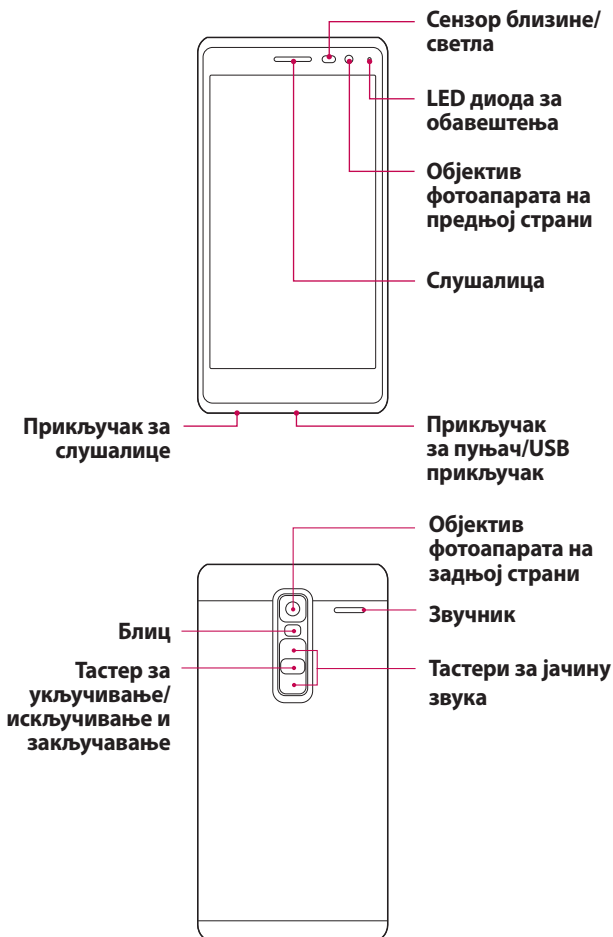 Сензор близине/
светла
LED диода за
обавештења
Објектив
фотоапарата на
предњој страни
Слушалица
Прикључак за
слушалице
Прикључак
за пуњач/USB
прикључак
Објектив
фотоапарата на
задњој страни
Звучник
Блиц
Тастер за
укључивање/
искључивање и
закључавање
Тастери за јачину
звука